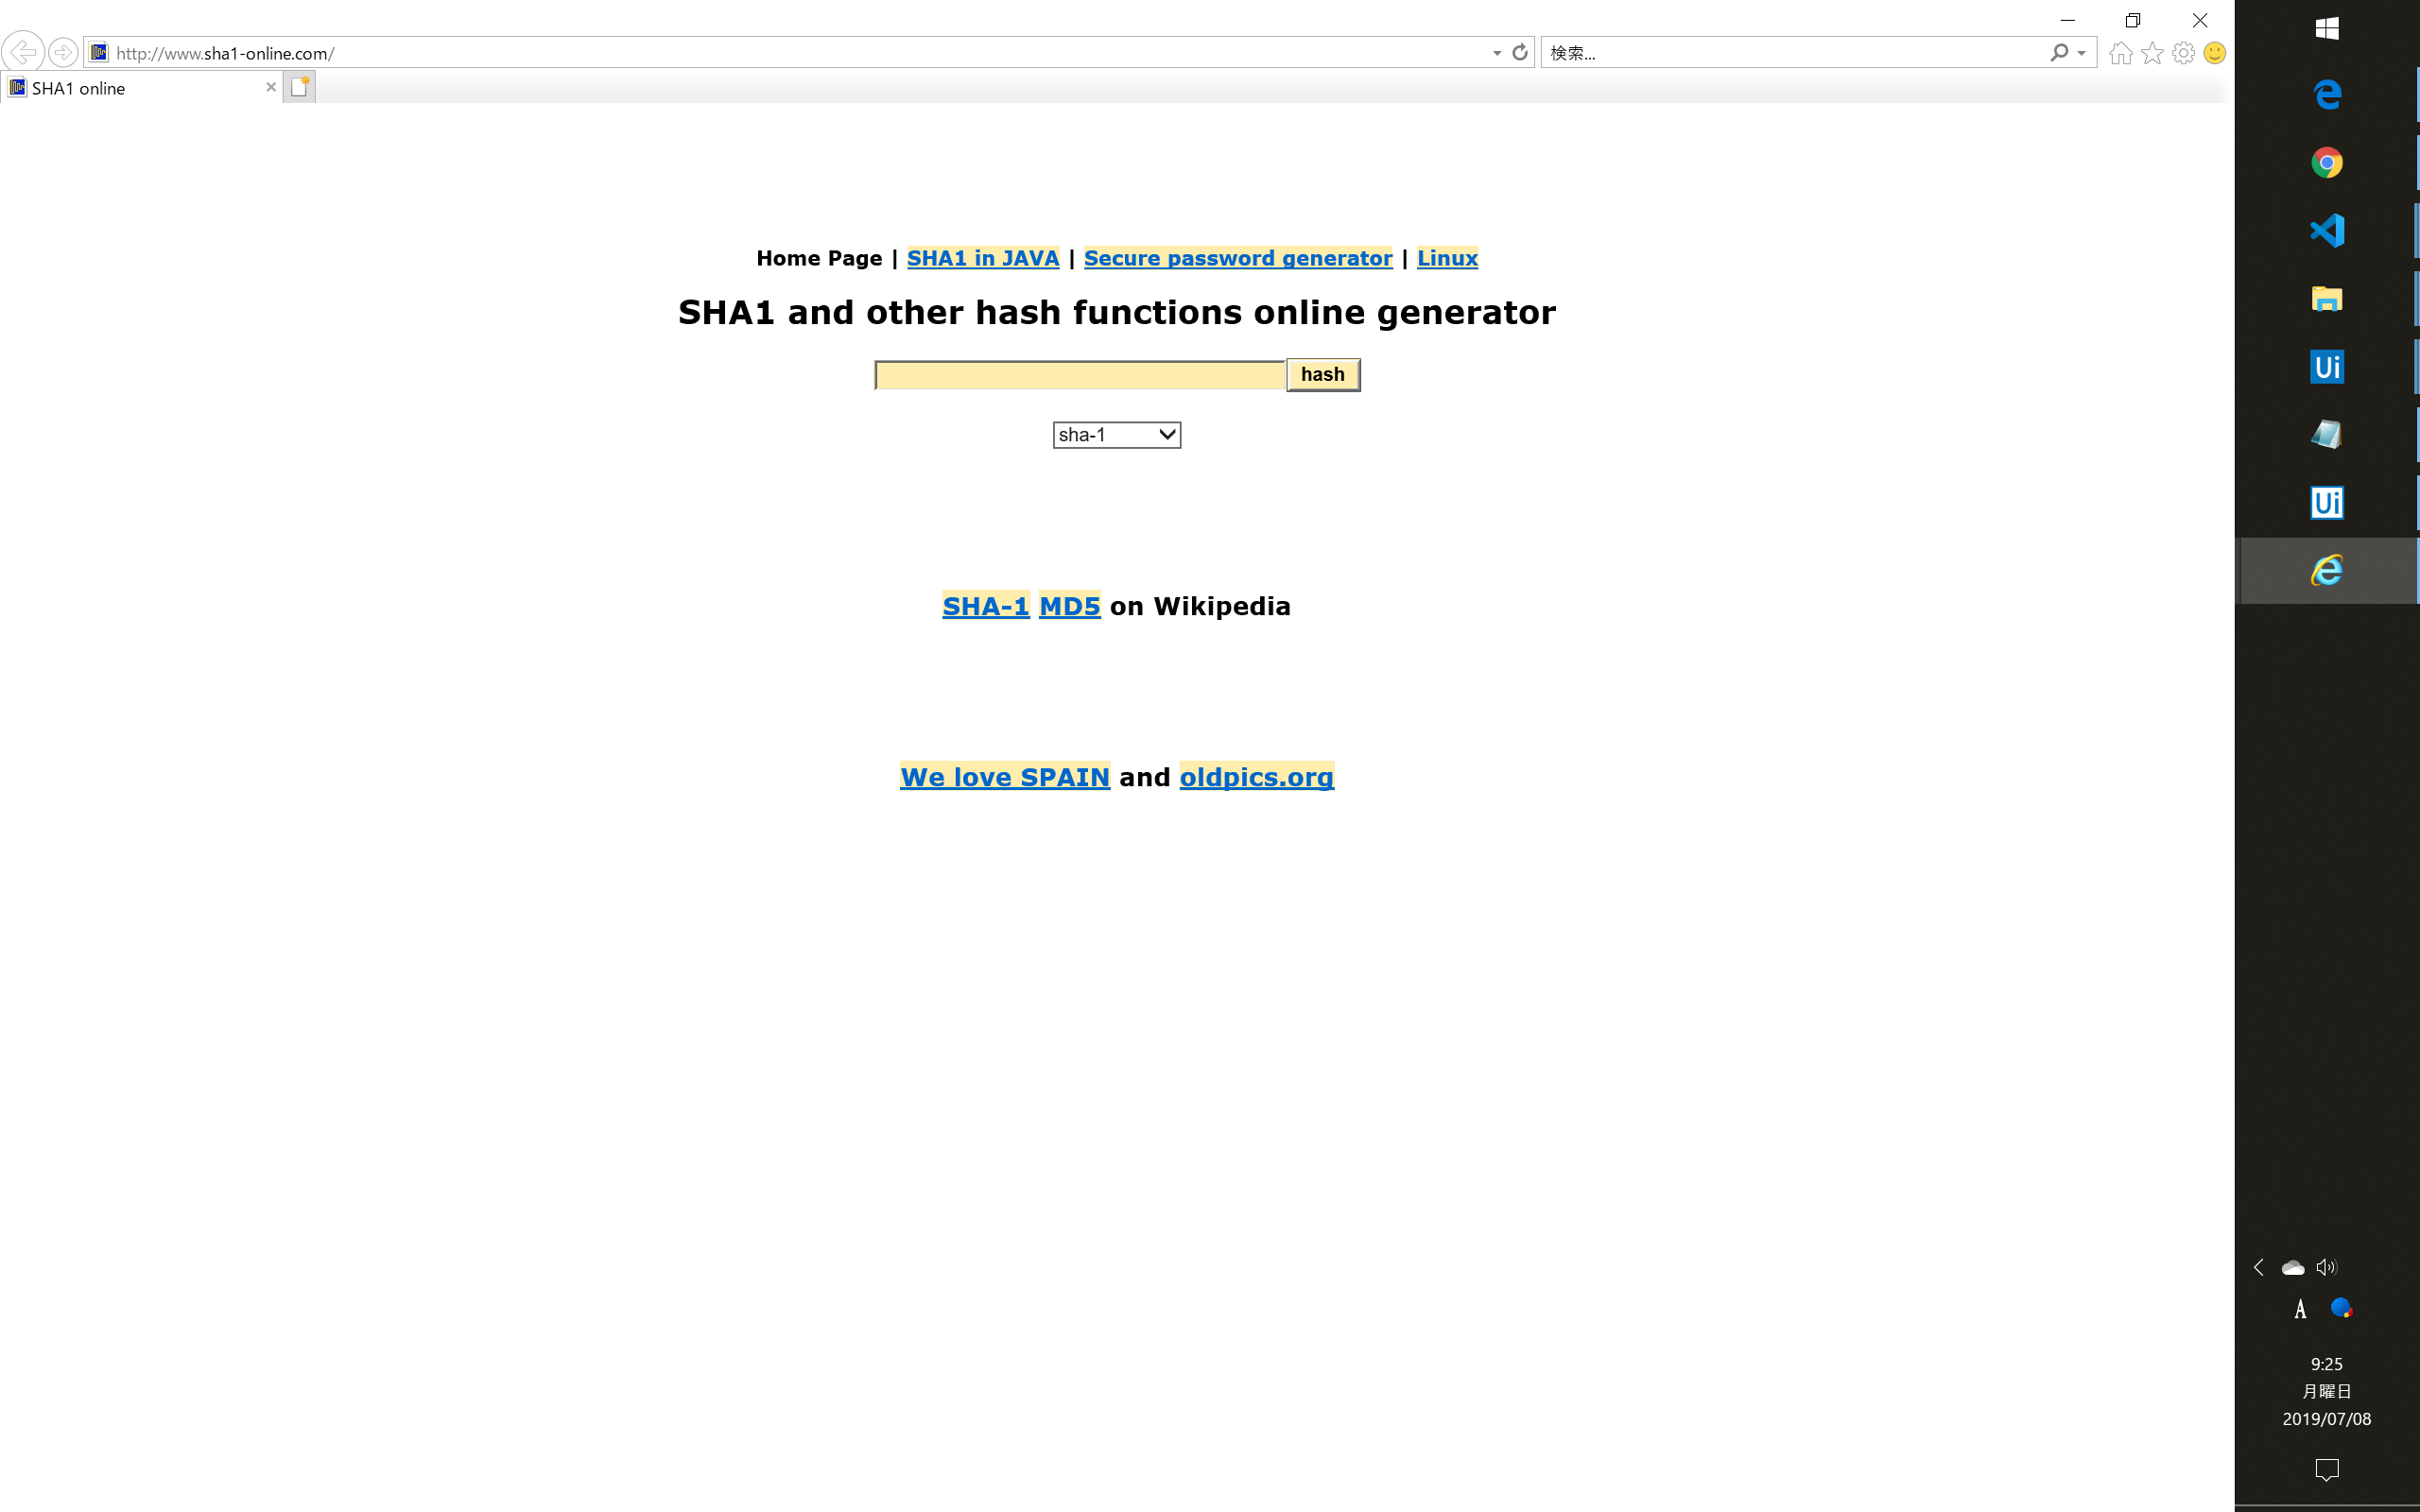 http://www.sha1-online.com/
検索...
SHA1 online
Home Page | SHA1 in JAVA | Secure password generator | Linux
SHA1 and other hash functions online generator
hash
sha-1
SHA-1 MD5 on Wikipedia
We love SPAIN and oldpics.org
Ui
Ui
A
9:25
月曜日
2019/07/08